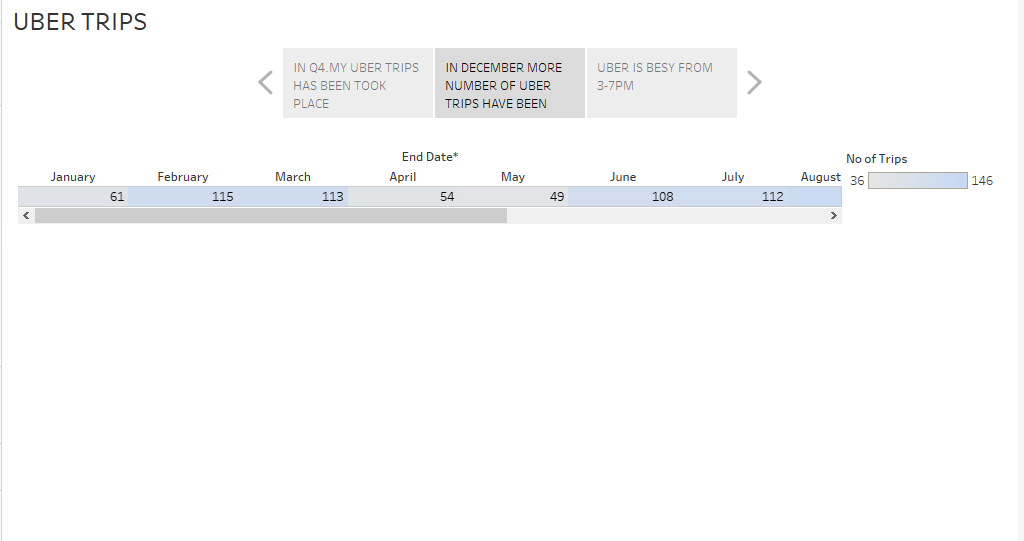 UBER TRIPS
IN Q4.MY UBER TRIPS
HAS BEEN TOOK
PLACE
IN DECEMBER MORE
NUMBER OF UBER
TRIPS HAVE BEEN
UBER IS BESY FROM
3-7PM
End Date*
January February March April May June July August
61 115 113 54 49 108 112
No of Trips
36 146